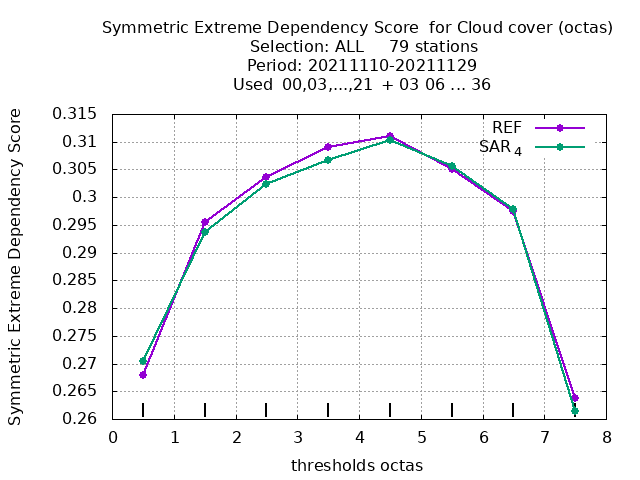 Symmetric Extreme Dependency Score  for Cloud cover (octas)
Selection: ALL     79 stations
Period: 20211110-20211129
Used  00,03,...,21  + 03 06 ... 36
Symmetric Extreme Dependency Score
0.315
0.31
0.305
0.3
0.295
0.29
0.285
0.28
0.275
0.27
0.265
0.26
REF
SAR 4
0 1 2 3 4 5 6 7 8
thresholds octas